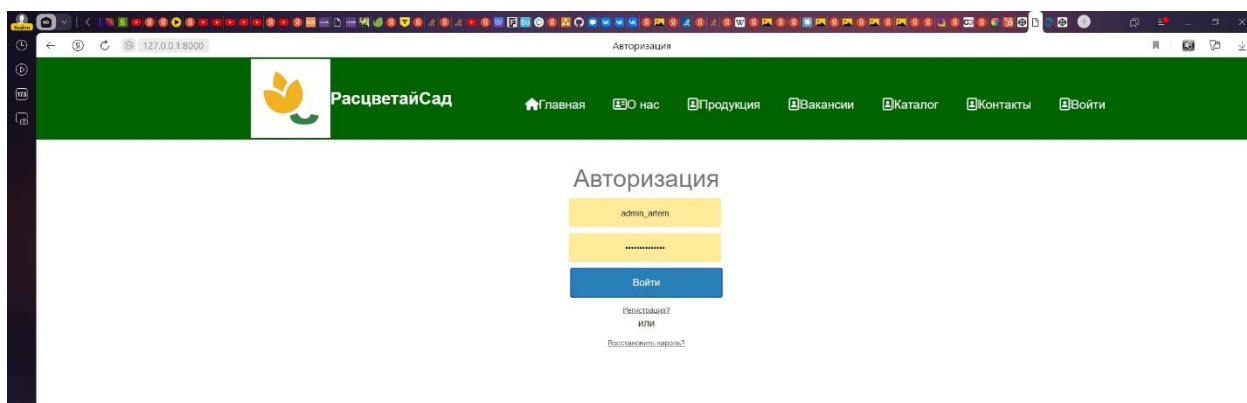 127.0.0.1:8000
Авторизация
РасцветайСад
Главная
О нас
Продукция
Вакансии
Каталог
Контакты
Войти
Авторизация
admin_artem
••••••••••••••
Войти
Регистрация?
или
Восстановить пароль?